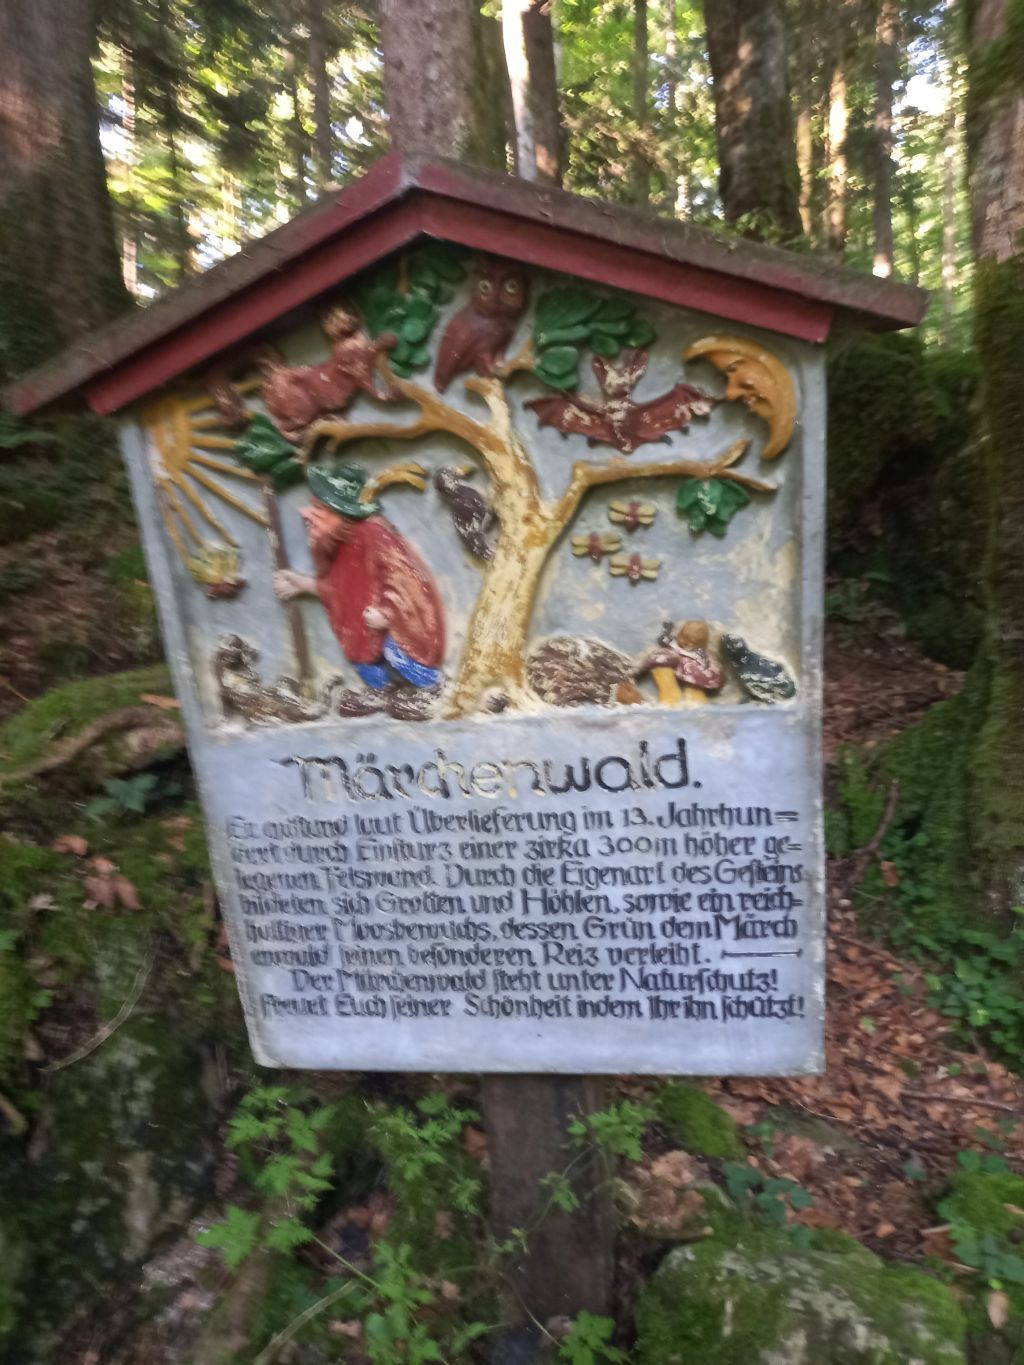 Märchenwald.
Er entstand laut Überlieferung im 13. Jahrhun=
dert durch Einsturz einer zirka 300m höher ge=
legenen Felswand. Durch die Eigenart des Gesteins
bildeten sich Grotten und Höhlen, sowie ein reich=
haltiger Moosbewuchs, dessen Grün dem Märch
enwald seinen besonderen Reiz verleiht.
Der Märchenwald steht unter Naturschutz!
Freuet Euch seiner Schönheit indem Ihr ihn schützt!